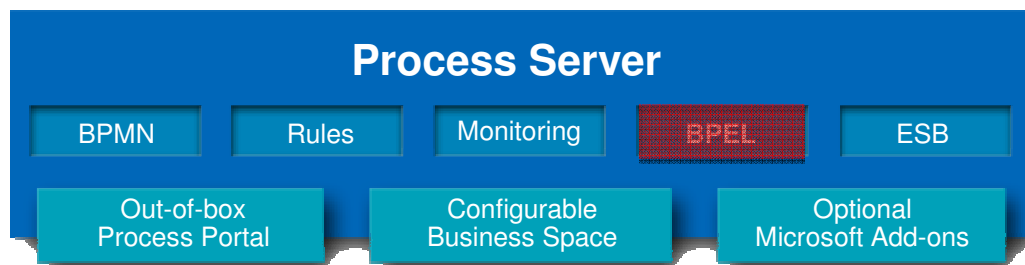 Process Server
BPMN
Rules
Monitoring
BPEL
ESB
Out-of-box
Process Portal
Configurable
Business Space
Optional
Microsoft Add-ons